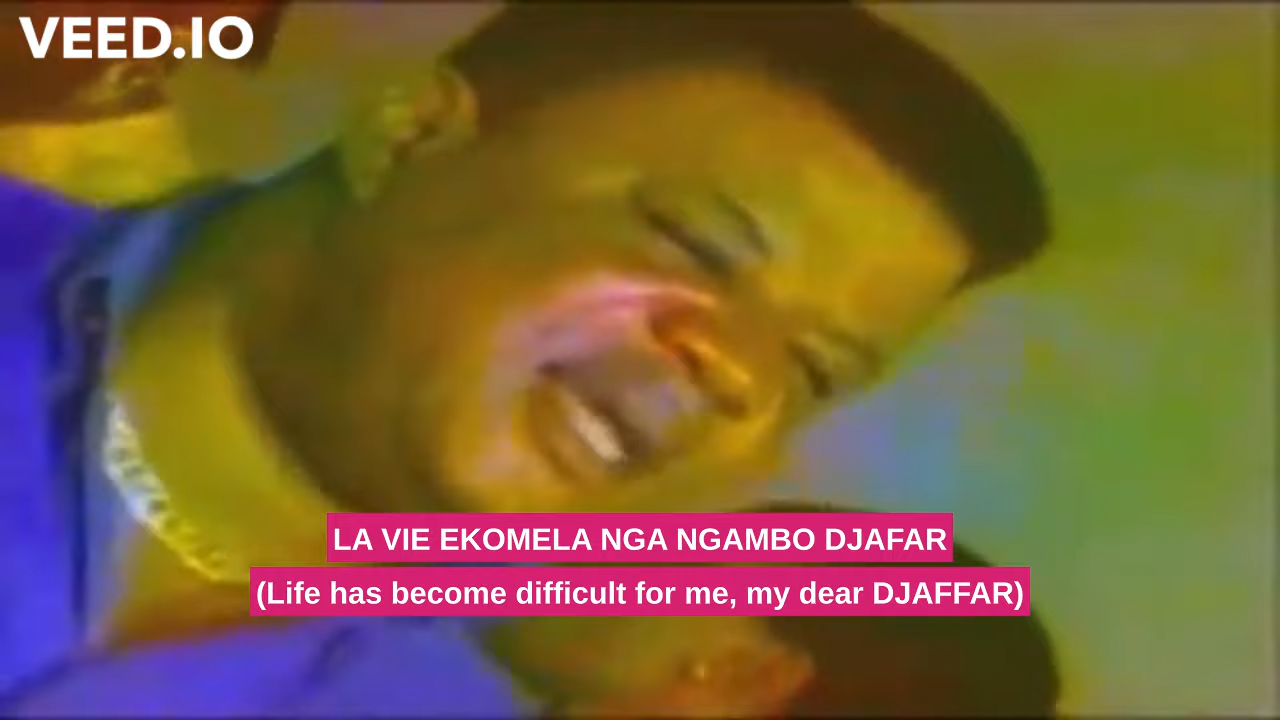 VEED.IO
LA VIE EKOMELA NGA NGAMBO DJAFAR
(Life has become difficult for me, my dear DJAFFAR)